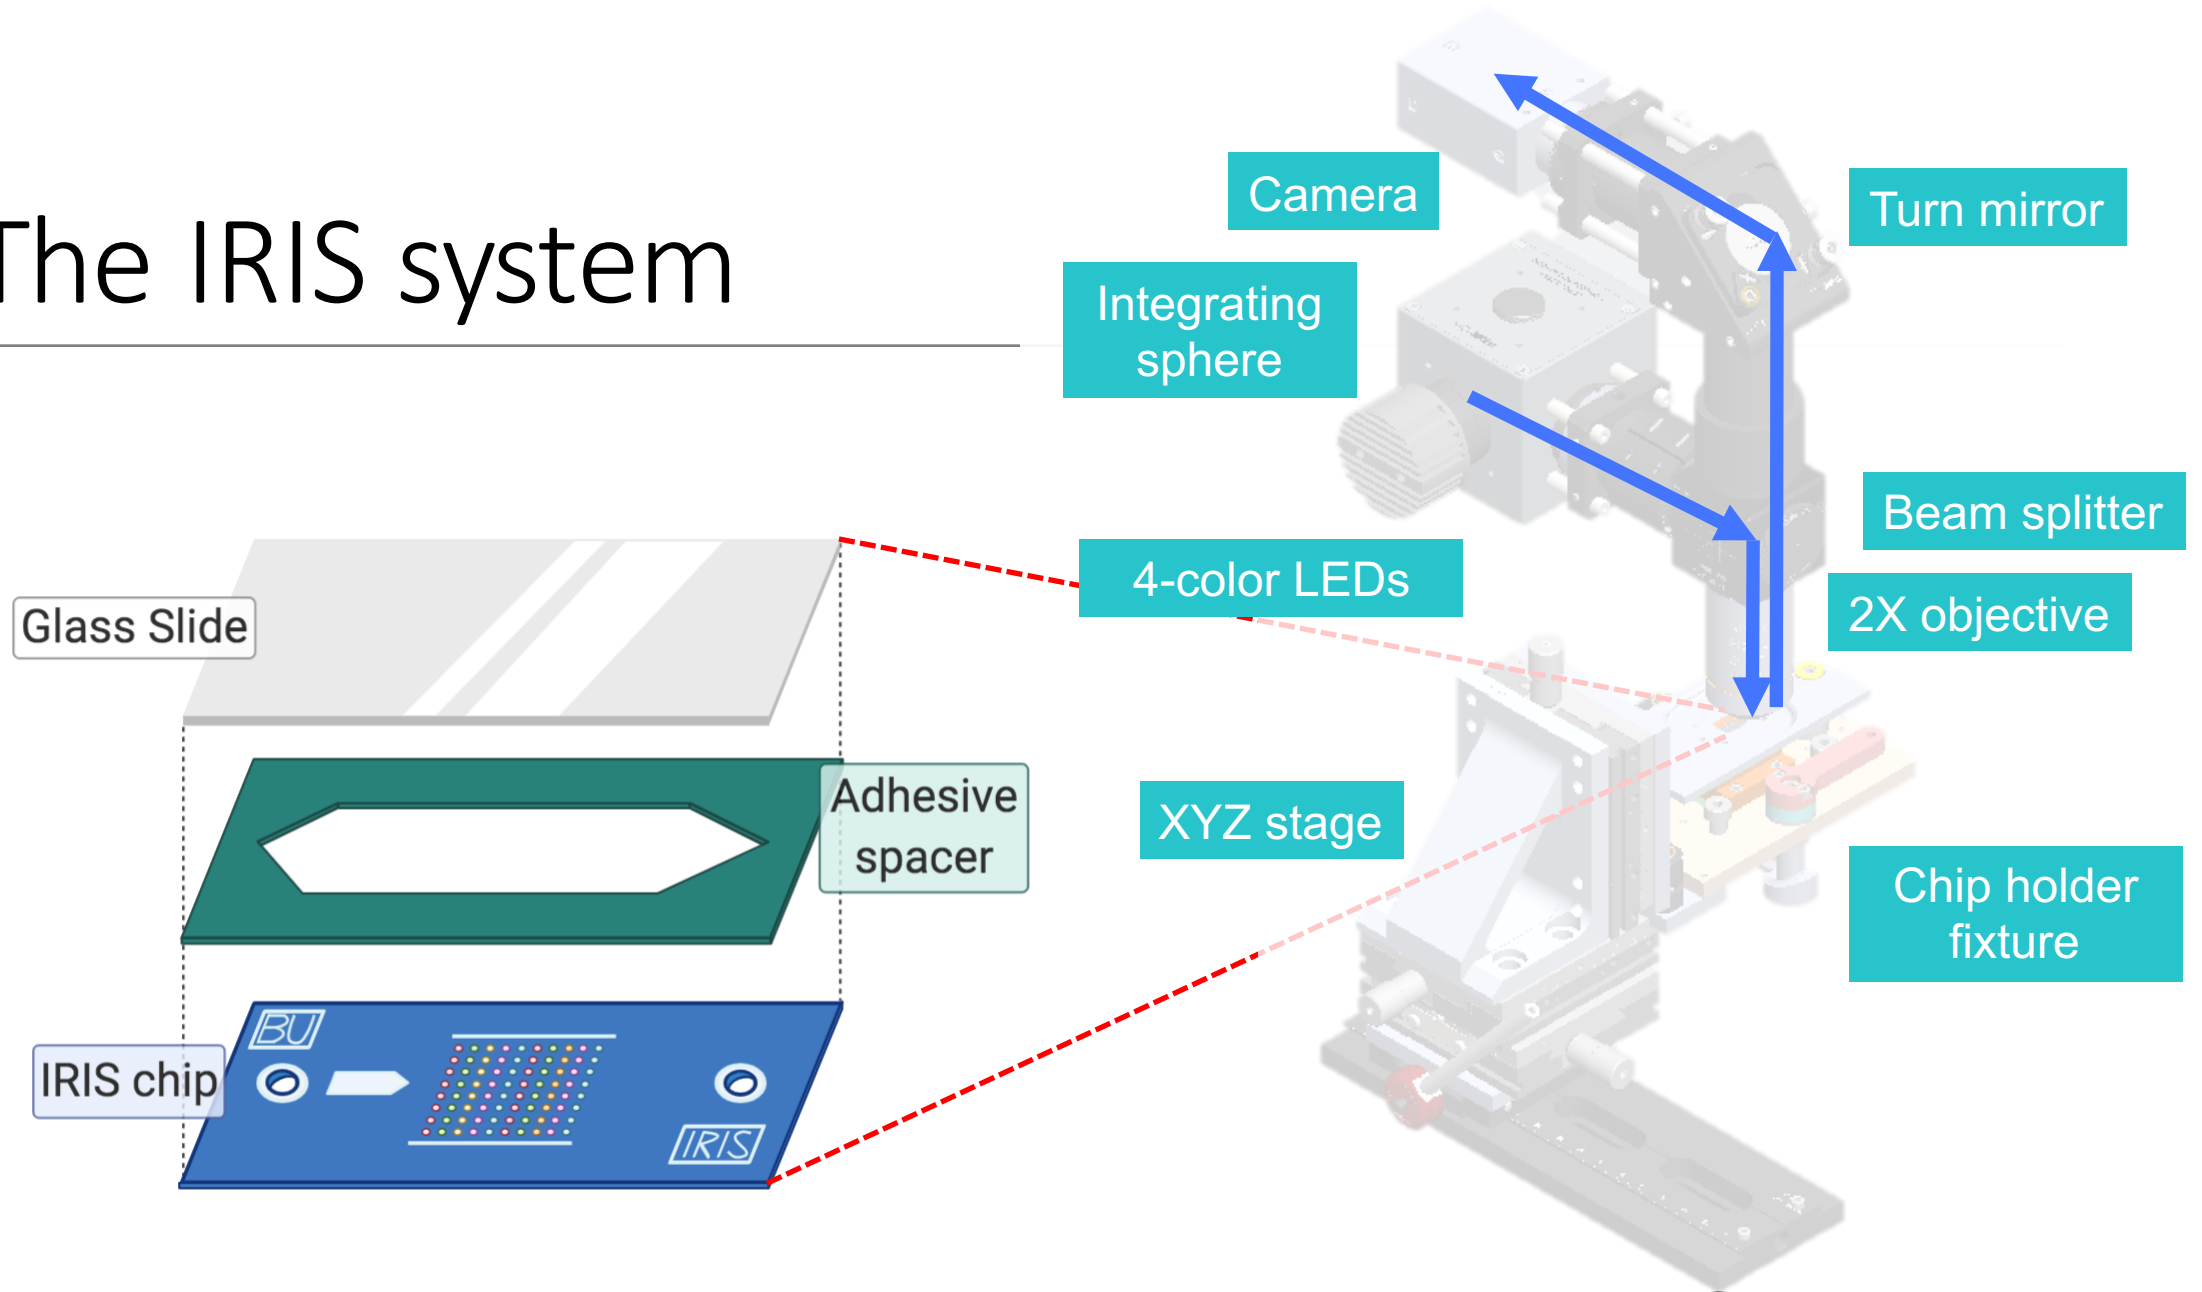 The IRIS system
Camera
Turn mirror
Integrating
sphere
Beam splitter
4-color LEDs
2X objective
Glass Slide
Adhesive
spacer
XYZ stage
Chip holder
fixture
IRIS chip
BU
IRIS